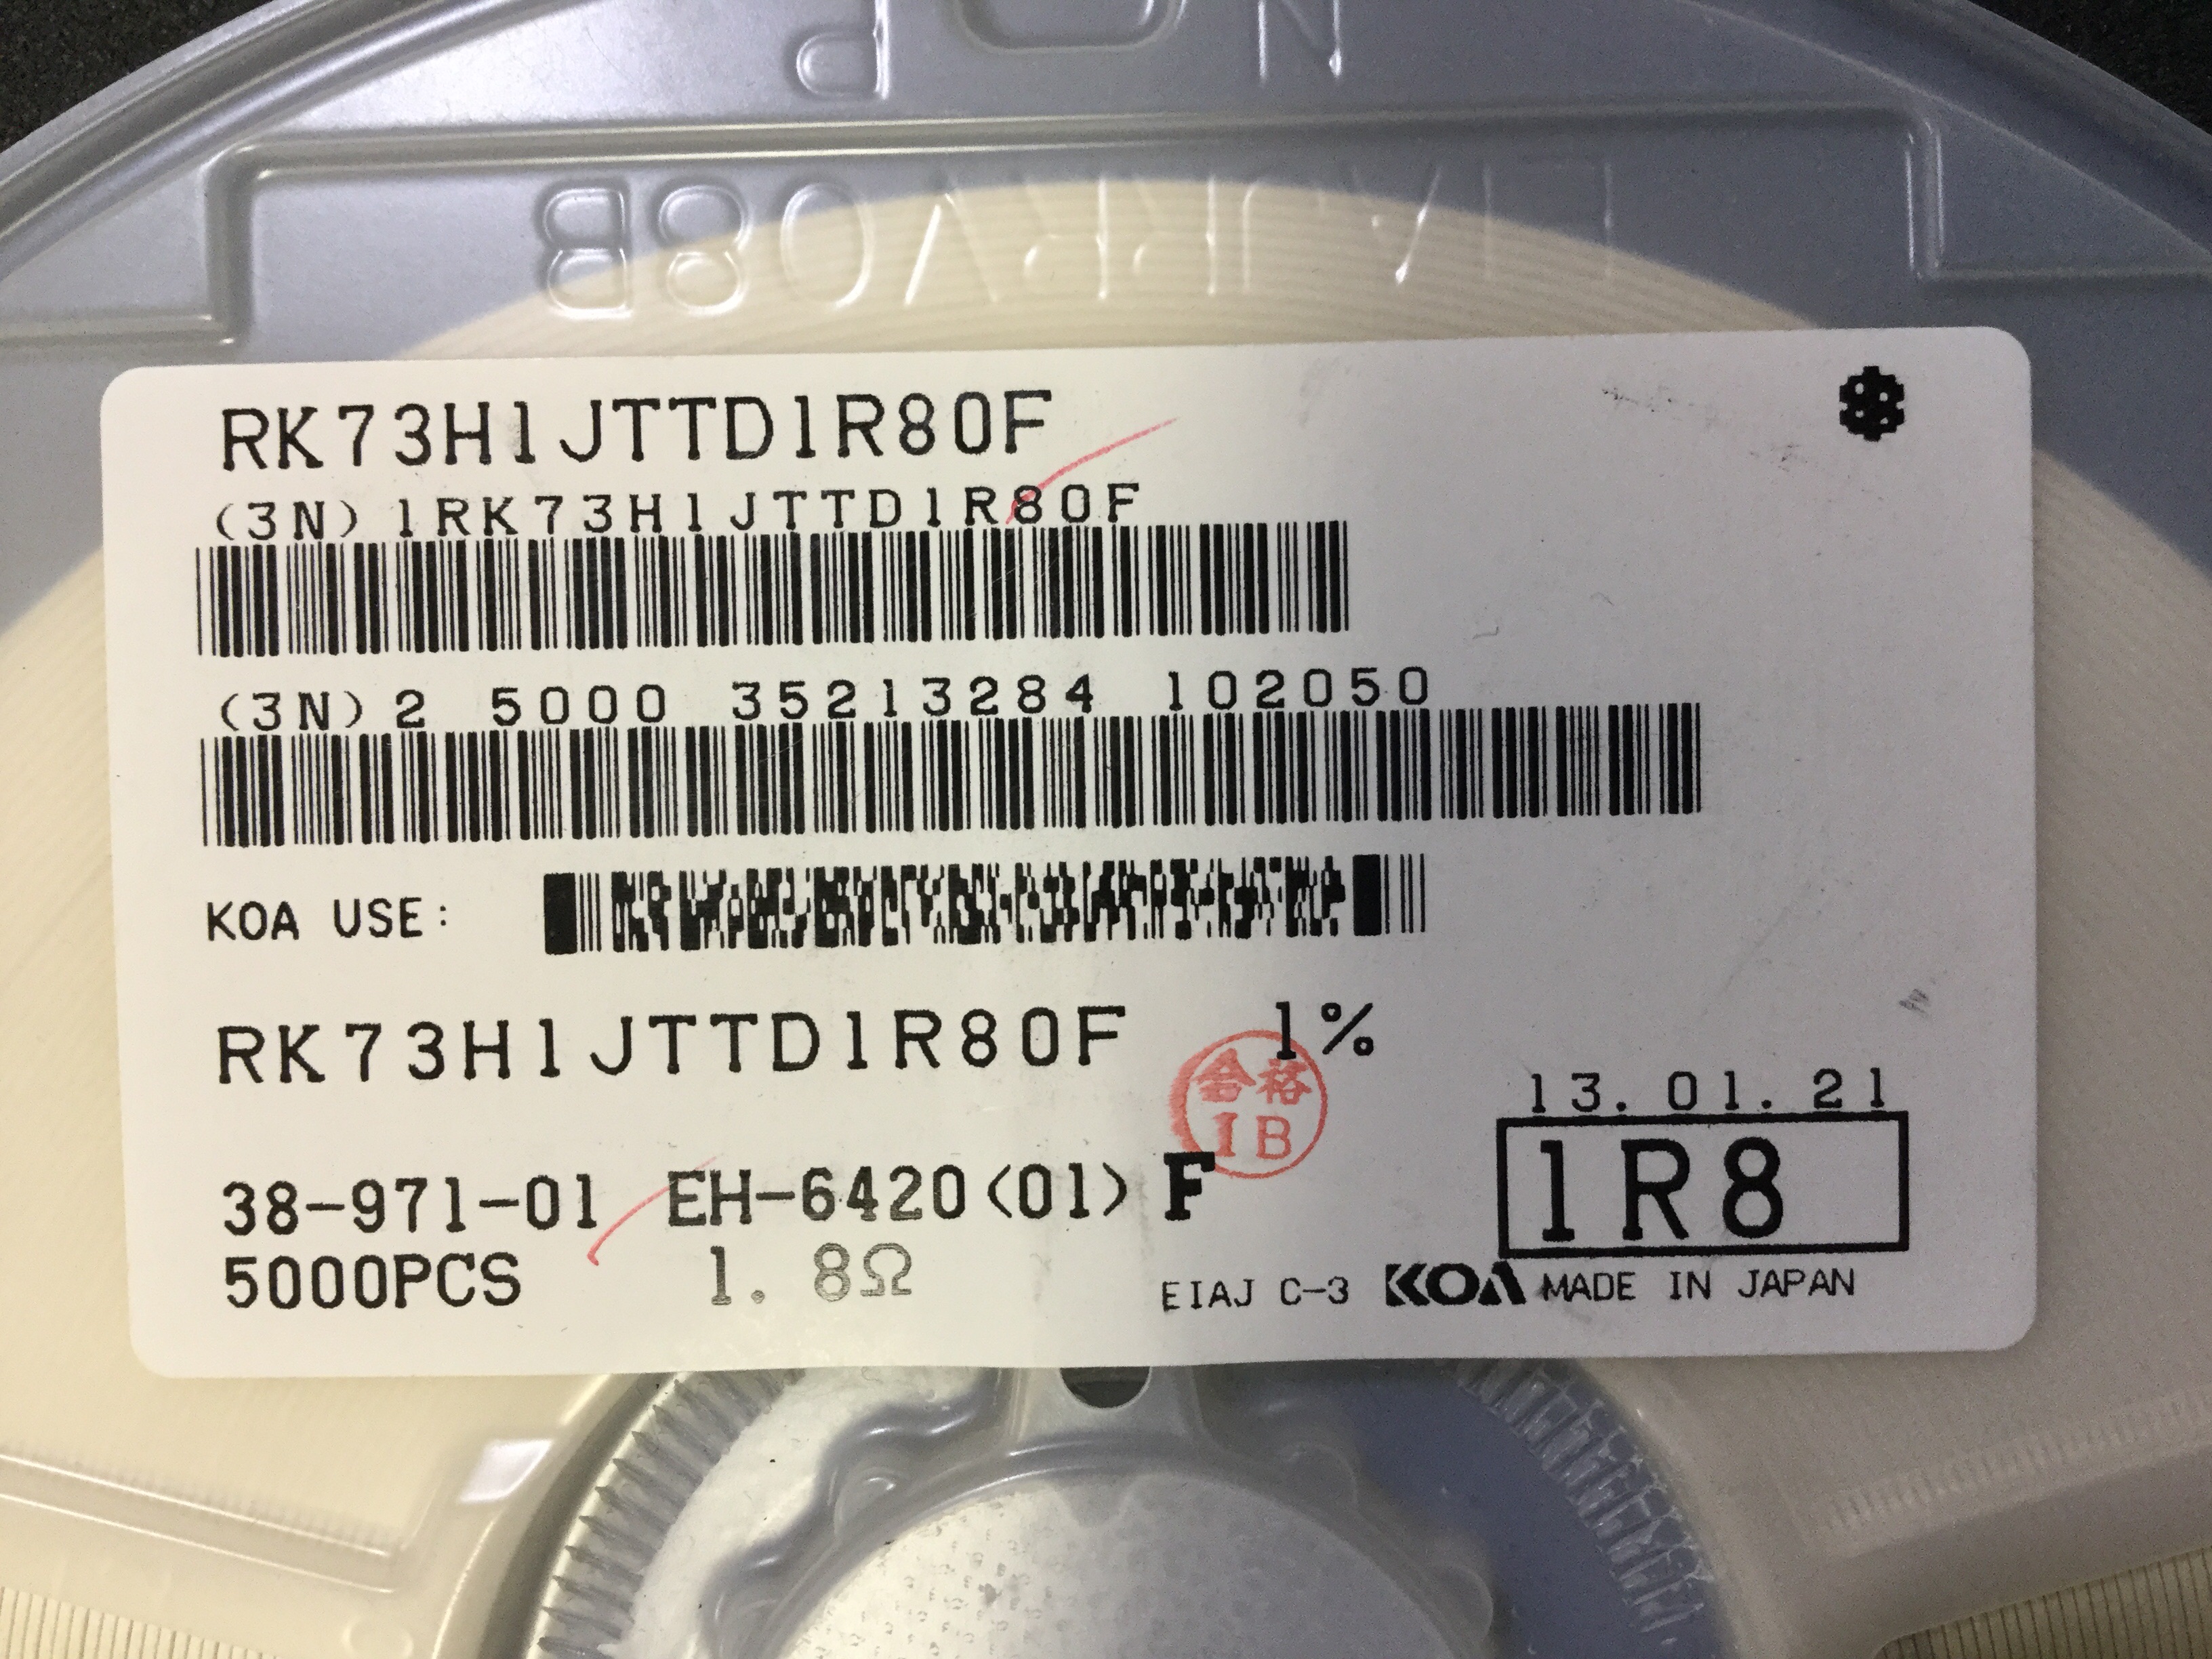 RK73H1JTTD1R80F
(3N)1RK73H1JTTD1R80F
(3N)2 5000 35213284 102050
KOA USE:
RK73H1JTTD1R80F 1%
合格
IB
13.01.21
1R8
38-971-01 EH-6420(01) F
5000PCS 1.8Ω
EIAJ C-3 KOA MADE IN JAPAN